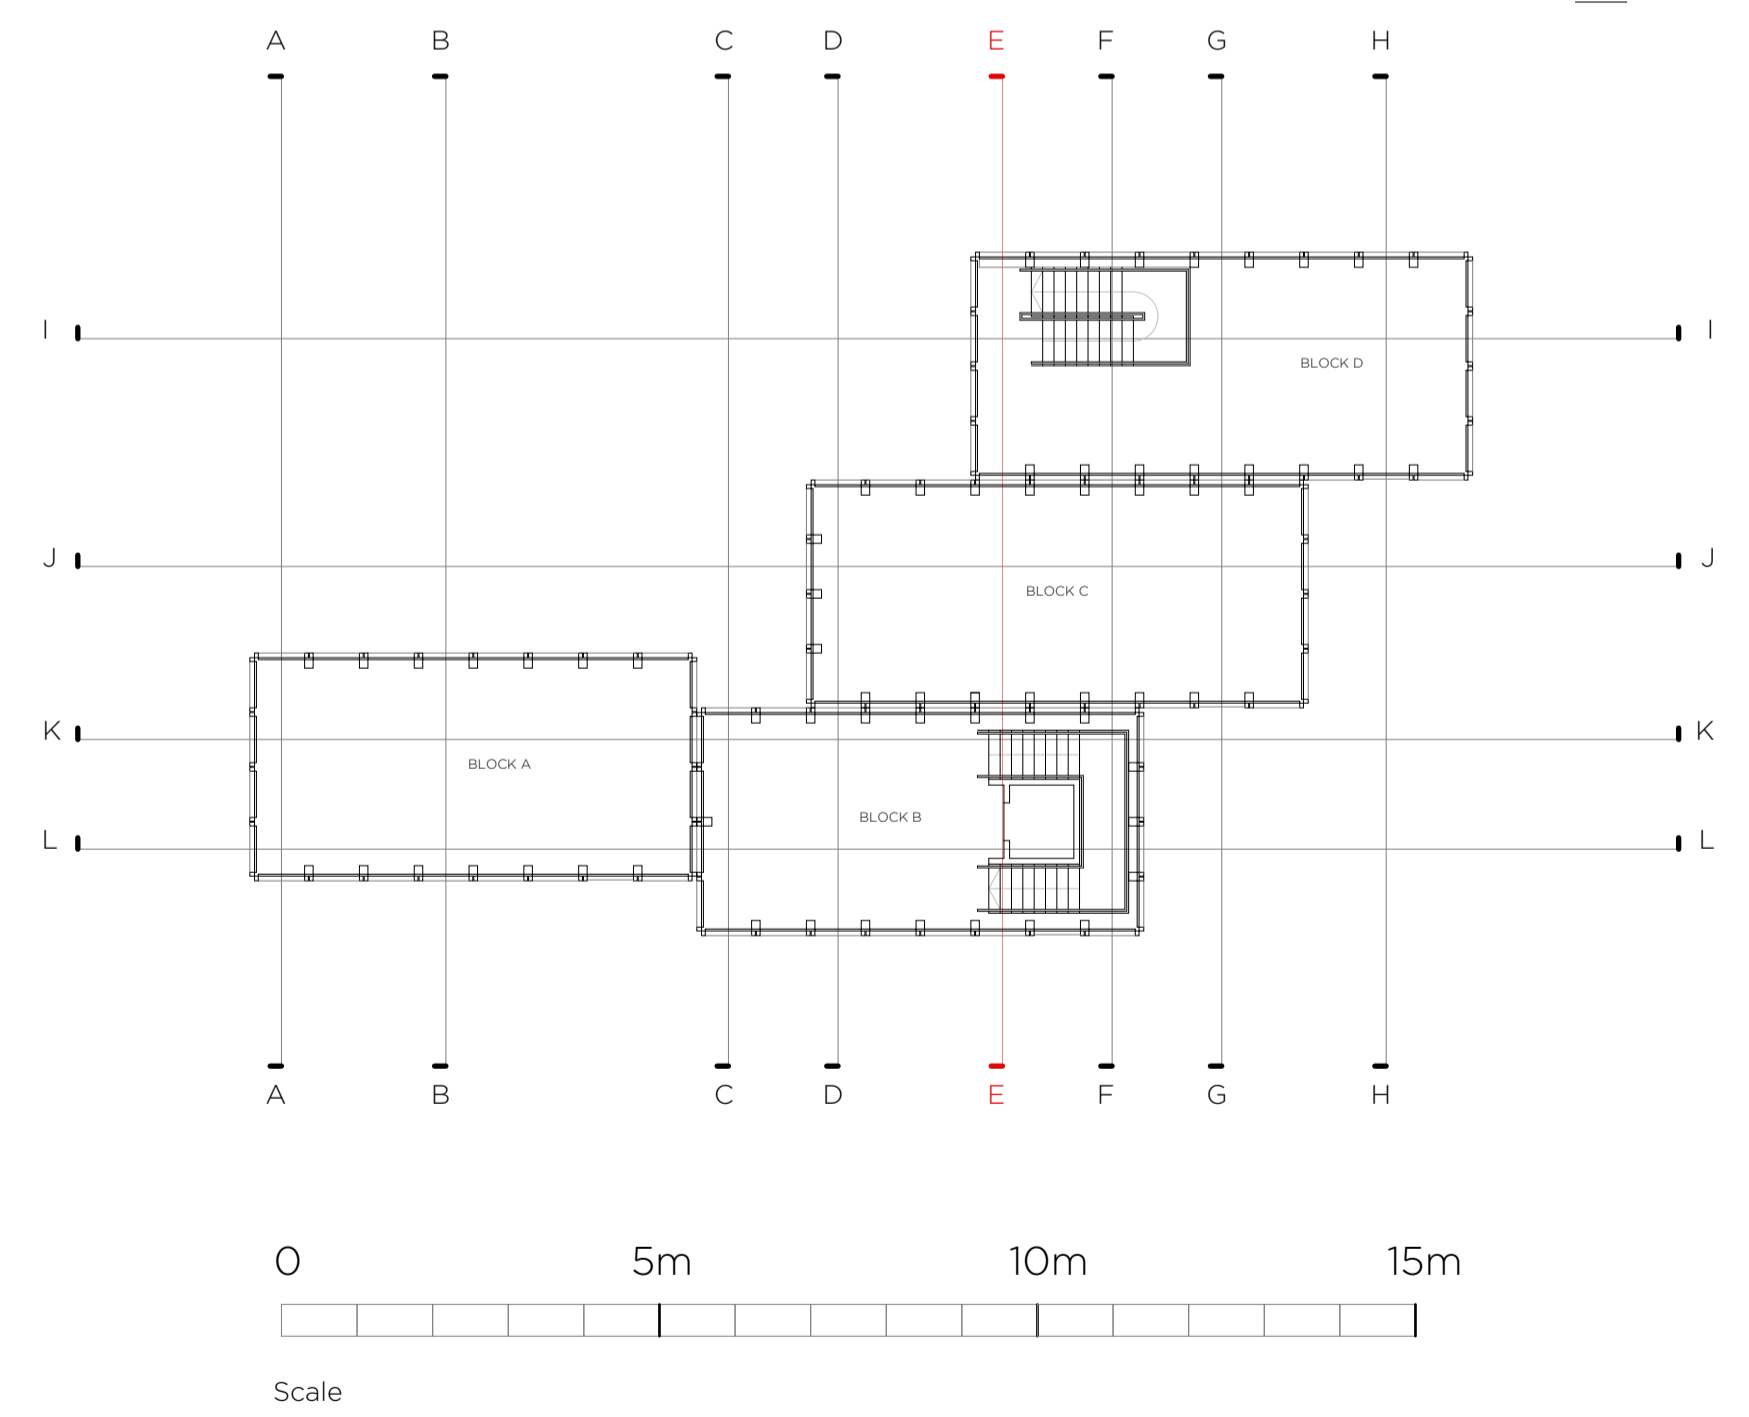 A B C D E F G H
I I
BLOCK D
J J
BLOCK C
K K
BLOCK A
BLOCK B
L L
A B C D E F G H
0 5m 10m 15m
Scale